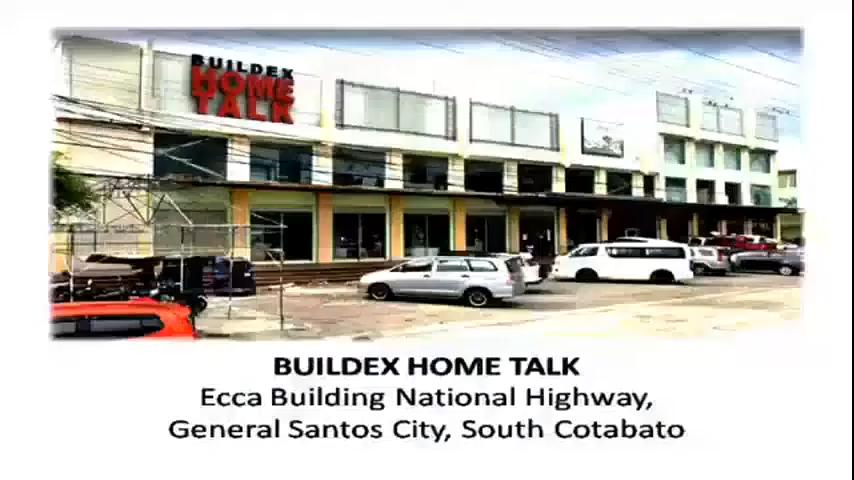 BUILDEX
HOME
TALK
BUILDEX HOME TALK
Ecca Building National Highway,
General Santos City, South Cotabato